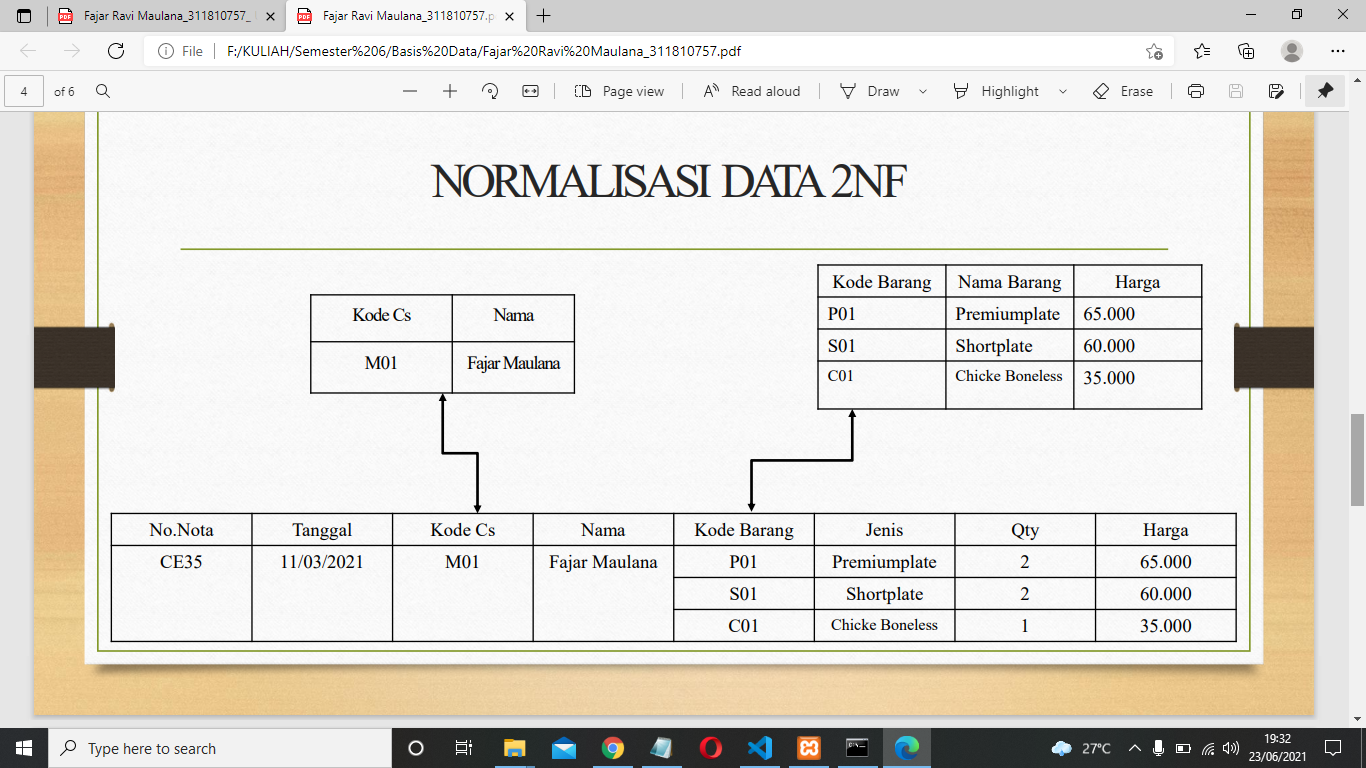 Fajar Ravi Maulana_311810757_
Fajar Ravi Maulana_311810757.p
File
F:/KULIAH/Semester%206/Basis%20Data/Fajar%20Ravi%20Maulana_311810757.pdf
4 of 6
Page view
Read aloud
Draw
Highlight
Erase
NORMALISASI DATA 2NF
Kode Cs Nama
M01 Fajar Maulana
Kode Barang Nama Barang Harga
P01 Premiumplate 65.000
S01 Shortplate 60.000
C01 Chicke Boneless 35.000
No.Nota Tanggal Kode Cs Nama Kode Barang Jenis Qty Harga
CE35 11/03/2021 M01 Fajar Maulana P01 Premiumplate 2 65.000
S01 Shortplate 2 60.000
C01 Chicke Boneless 1 35.000
Type here to search
27°C
19:32
23/06/2021